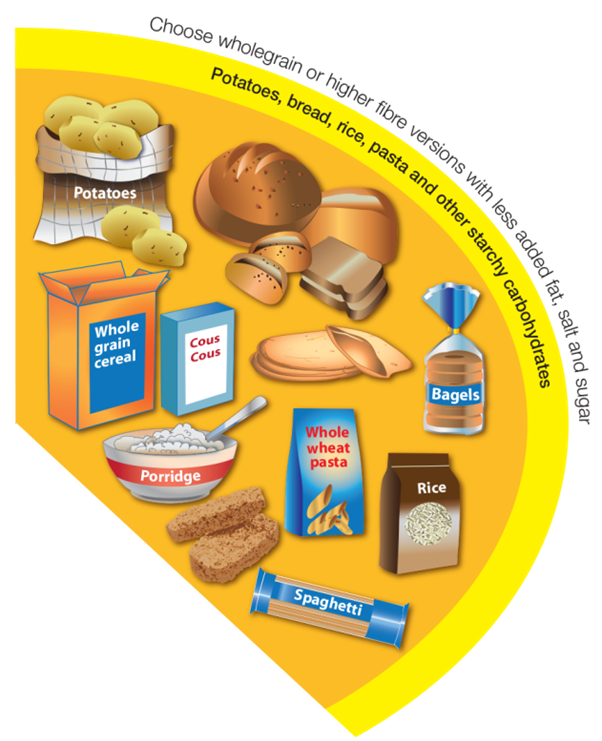 Choose wholegrain or higher fibre versions with less added fat, salt and sugar
Potatoes, bread, rice, pasta and other starchy carbohydrates
Potatoes
Whole
grain
cereal
Cous
Cous
Bagels
Whole
wheat
pasta
Porridge
Rice
Spaghetti